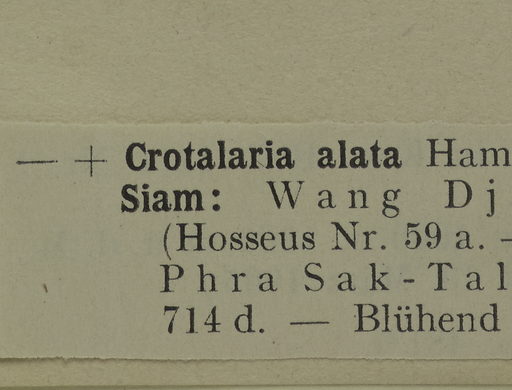 — + Crotalaria alata Ham
Siam: Wang Dj
(Hosseus Nr. 59 a. –
Phra Sak-Tal
714 d. — Blühend